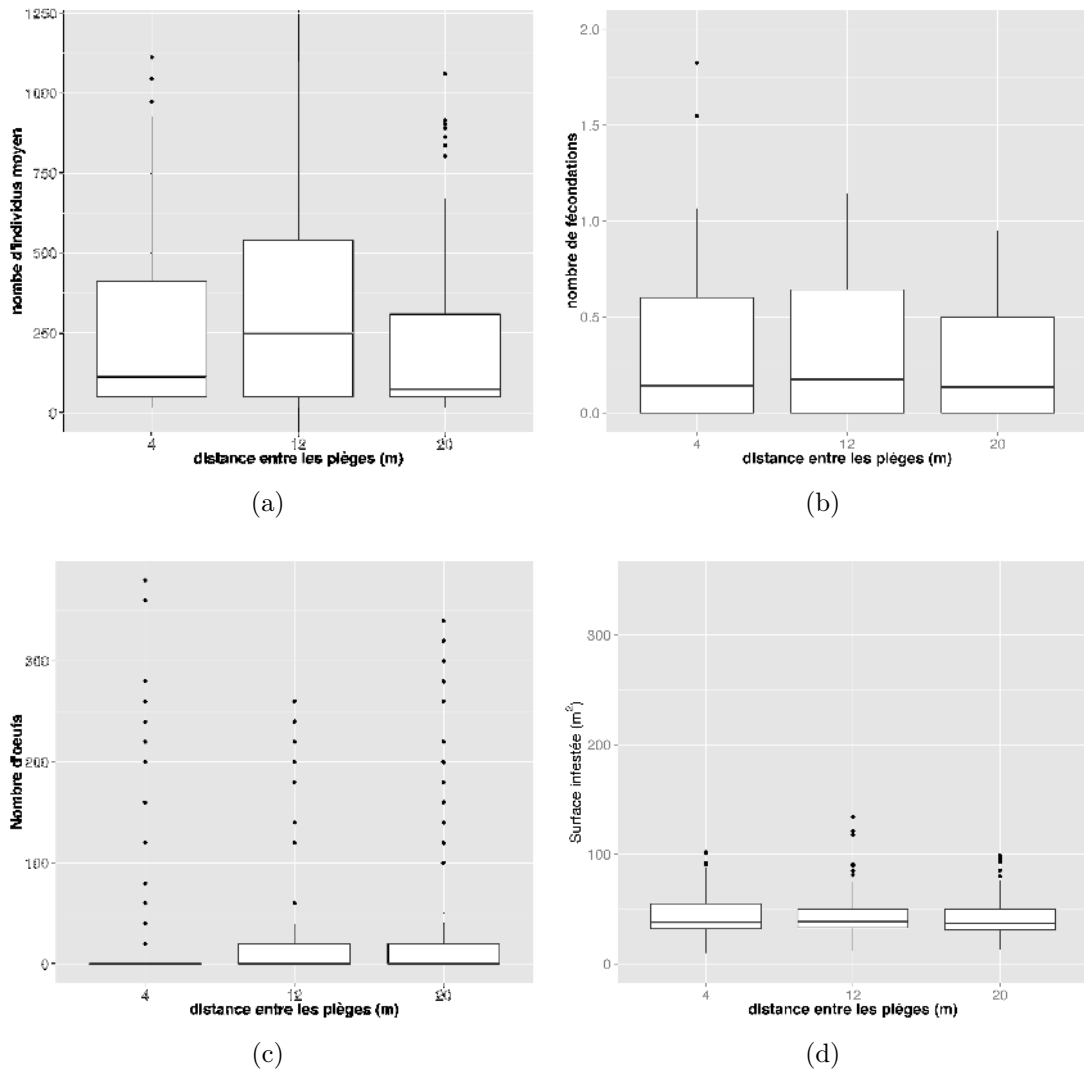 1250
1000
750
500
250
0
nombe d'individus moyen
4
12
20
distance entre les pièges (m)
(a)
2.0
1.5
1.0
0.5
0.0
nombre de fécondations
4
12
20
distance entre les pièges (m)
(b)
300
200
100
0
Nombre d'oeufs
4
12
20
distance entre les pièges (m)
(c)
300
200
100
0
Surface infestée (m²)
4
12
20
distance entre les pièges (m)
(d)